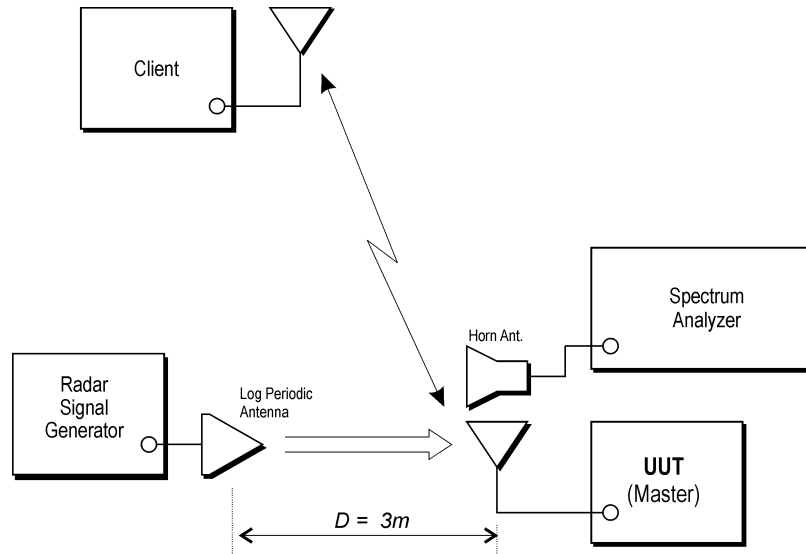 Client
Spectrum
Analyzer
Horn Ant.
Radar
Signal
Generator
Log Periodic
Antenna
UUT
(Master)
D = 3m